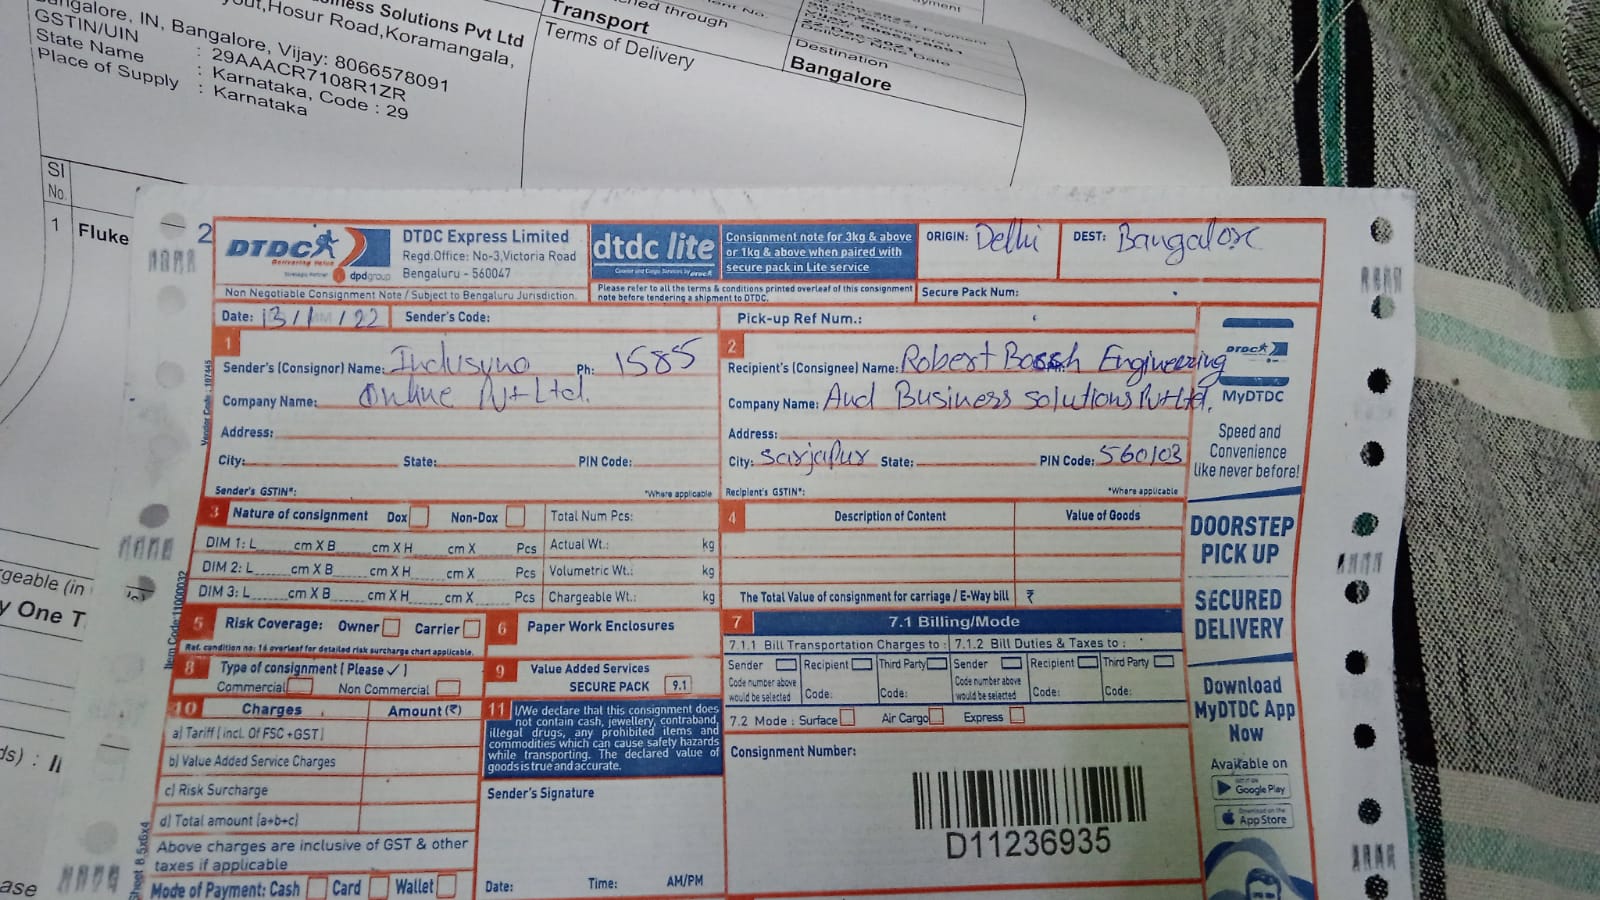 iness Solutions Pvt Ltd
Hosur Road,Koramangala,
Bangalore, IN, Bangalore, Vijay: 8066578091
GSTIN/UIN : 29AAACR7108R1ZR
State Name : Karnataka, Code : 29
Place of Supply : Karnataka
through
Transport
Terms of Delivery
Destination
Bangalore
SI
No.
1 Fluke
geable (in
y One T
2
DTDC
Delivering Value
dpdgroup
DTDC Express Limited
Regd.Office: No-3,Victoria Road
Bengaluru - 560047
dtdc lite
Consignment note for 3kg & above
or 1kg & above when paired with
secure pack in Lite service
ORIGIN: Delhi
DEST: Bangalore
Non Negotiable Consignment Note / Subject to Bengaluru Jurisdiction.
Please refer to all the terms & conditions printed overleaf of this consignment
note before tendering a shipment to DTDC.
Secure Pack Num:
Date: 13/1/22
Sender's Code:
Pick-up Ref Num.:
1
Sender's (Consignor) Name: Indusyno Ph: 1585
Company Name: Online Pvt Ltd.
Address:
City: State: PIN Code:
Sender's GSTIN*: *Where applicable
2
Recipient's (Consignee) Name: Robert Bosch Engineering
Company Name: And Business solutions Pvt Ltd.
Address:
City: Sarjapur State: PIN Code: 560103
Recipient's GSTIN*: *Where applicable
DTDC
MyDTDC
Speed and
Convenience
like never before!
3 Nature of consignment Dox Non-Dox Total Num Pcs:
DIM 1: L cm X B cm X H cm X Pcs Actual Wt.: kg
DIM 2: L cm X B cm X H cm X Pcs Volumetric Wt.: kg
DIM 3: L cm X B cm X H cm X Pcs Chargeable Wt.: kg
4 Description of Content Value of Goods
The Total Value of consignment for carriage / E-Way bill ₹
DOORSTEP
PICK UP
SECURED
DELIVERY
5 Risk Coverage: Owner Carrier
Ref. condition no: 16 overleaf for detailed risk surcharge chart applicable.
6 Paper Work Enclosures
7 7.1 Billing/Mode
7.1.1 Bill Transportation Charges to : 7.1.2 Bill Duties & Taxes to :
Sender Recipient Third Party Sender Recipient Third Party
Code number above
would be selected Code: Code: Code number above
would be selected Code: Code:
7.2 Mode : Surface Air Cargo Express
8 Type of consignment ( Please ✓ )
Commercial Non Commercial
9 Value Added Services
SECURE PACK 9.1
10 Charges Amount (₹)
a) Tariff ( incl. Of FSC +GST)
b) Value Added Service Charges
c) Risk Surcharge
d) Total amount (a+b+c)
Above charges are inclusive of GST & other
taxes if applicable
Mode of Payment: Cash Card Wallet
11 I/We declare that this consignment does
not contain cash, jewellery, contraband,
illegal drugs, any prohibited items and
commodities which can cause safety hazards
while transporting. The declared value of
goods is true and accurate.
Sender's Signature
Date: Time: AM/PM
Consignment Number:
D11236935
Download
MyDTDC App
Now
Available on
GET IT ON
Google Play
Download on the
App Store
Item Code:11000032
Sheet 8.5x6x4